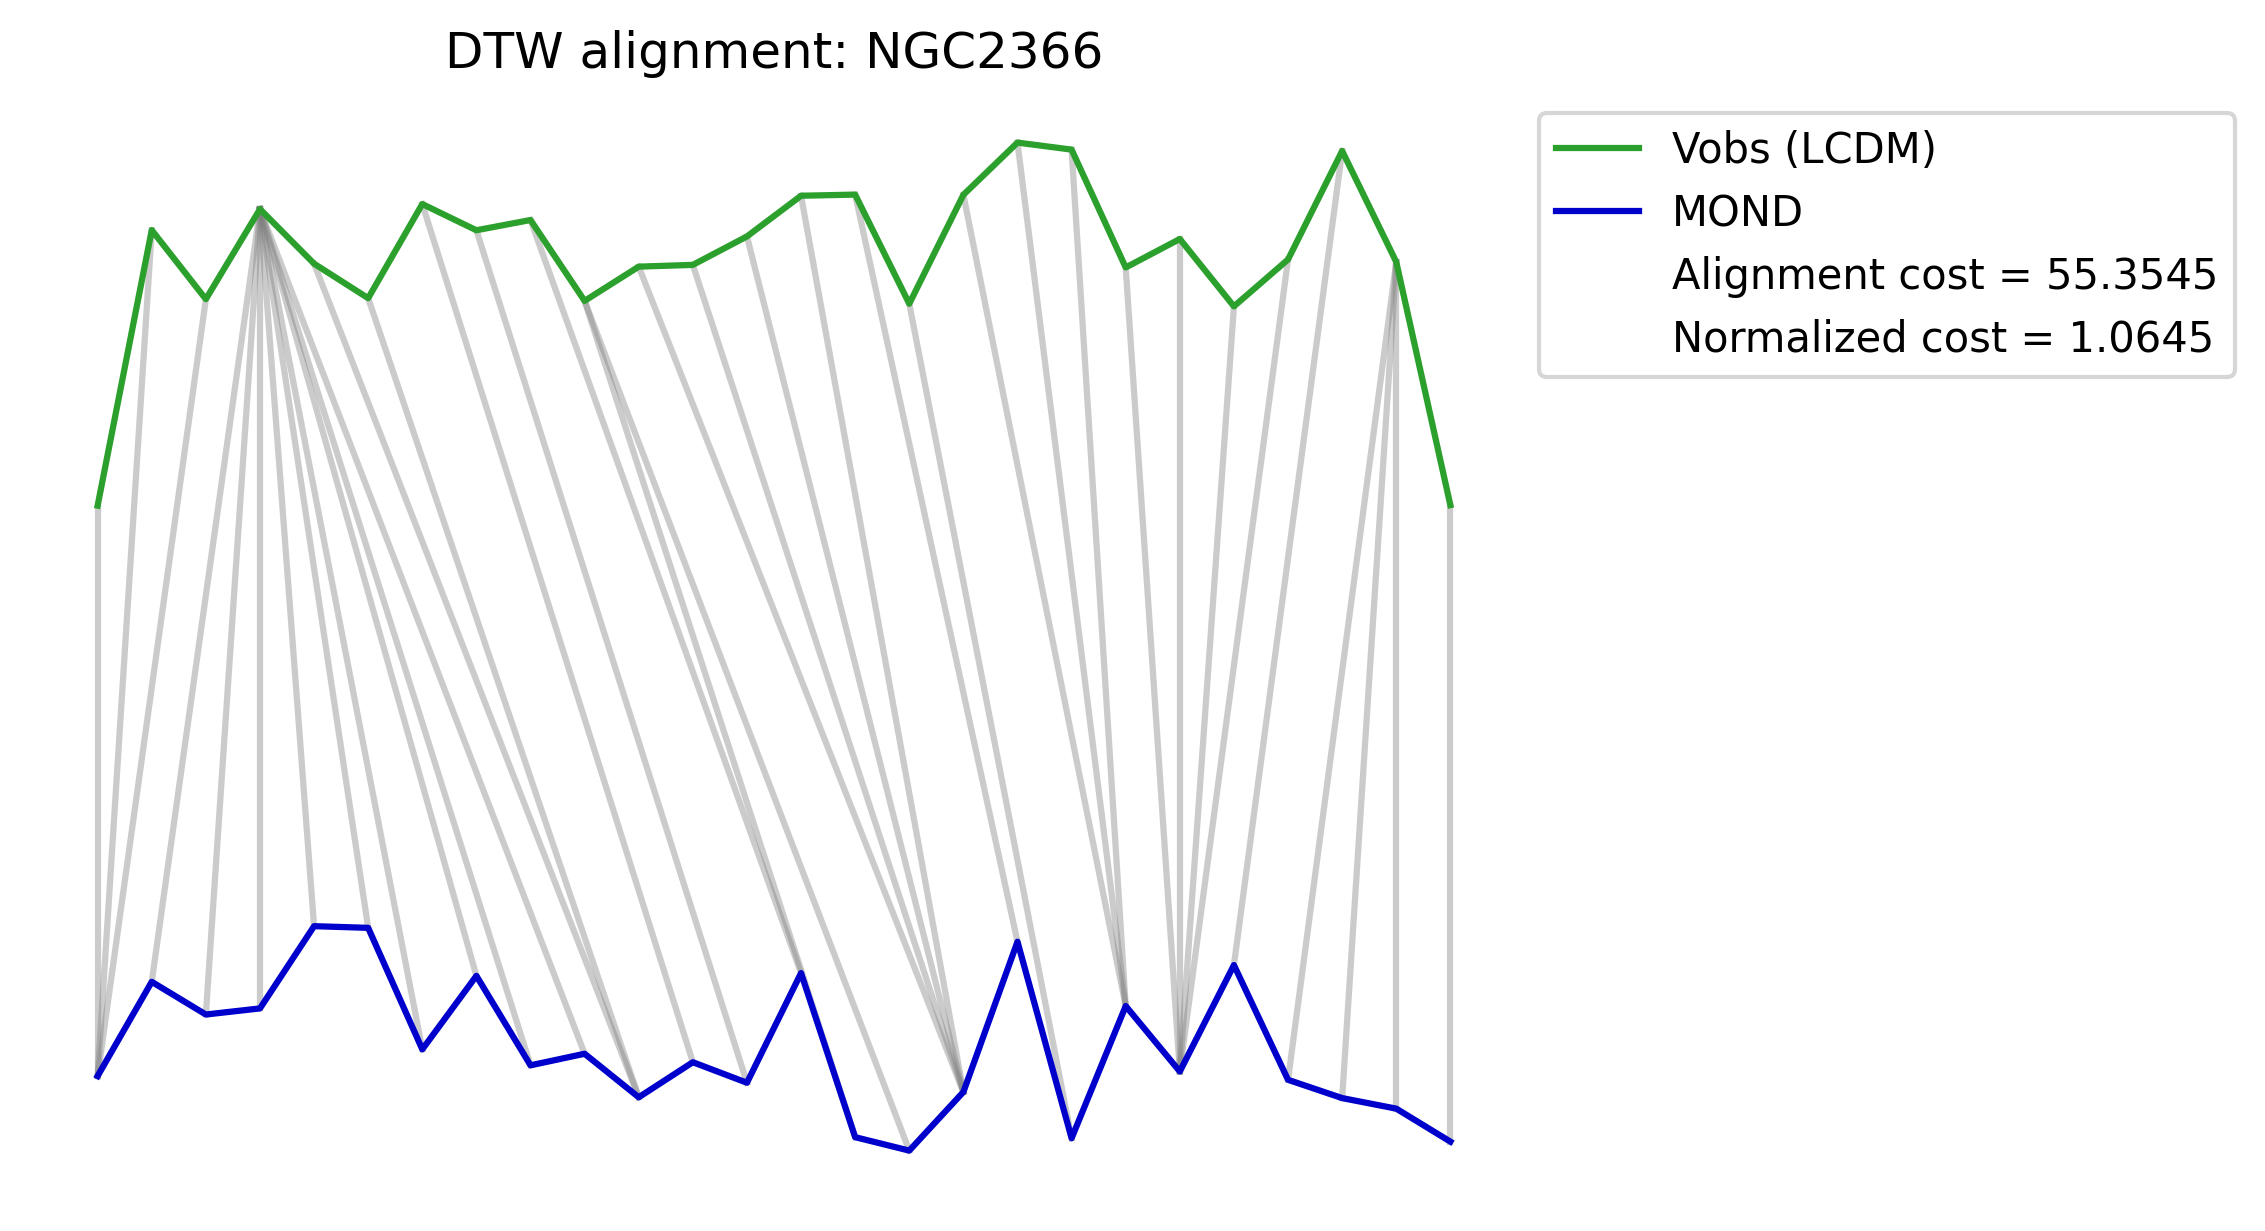 DTW alignment: NGC2366
Vobs (LCDM)
MOND
Alignment cost = 55.3545
Normalized cost = 1.0645